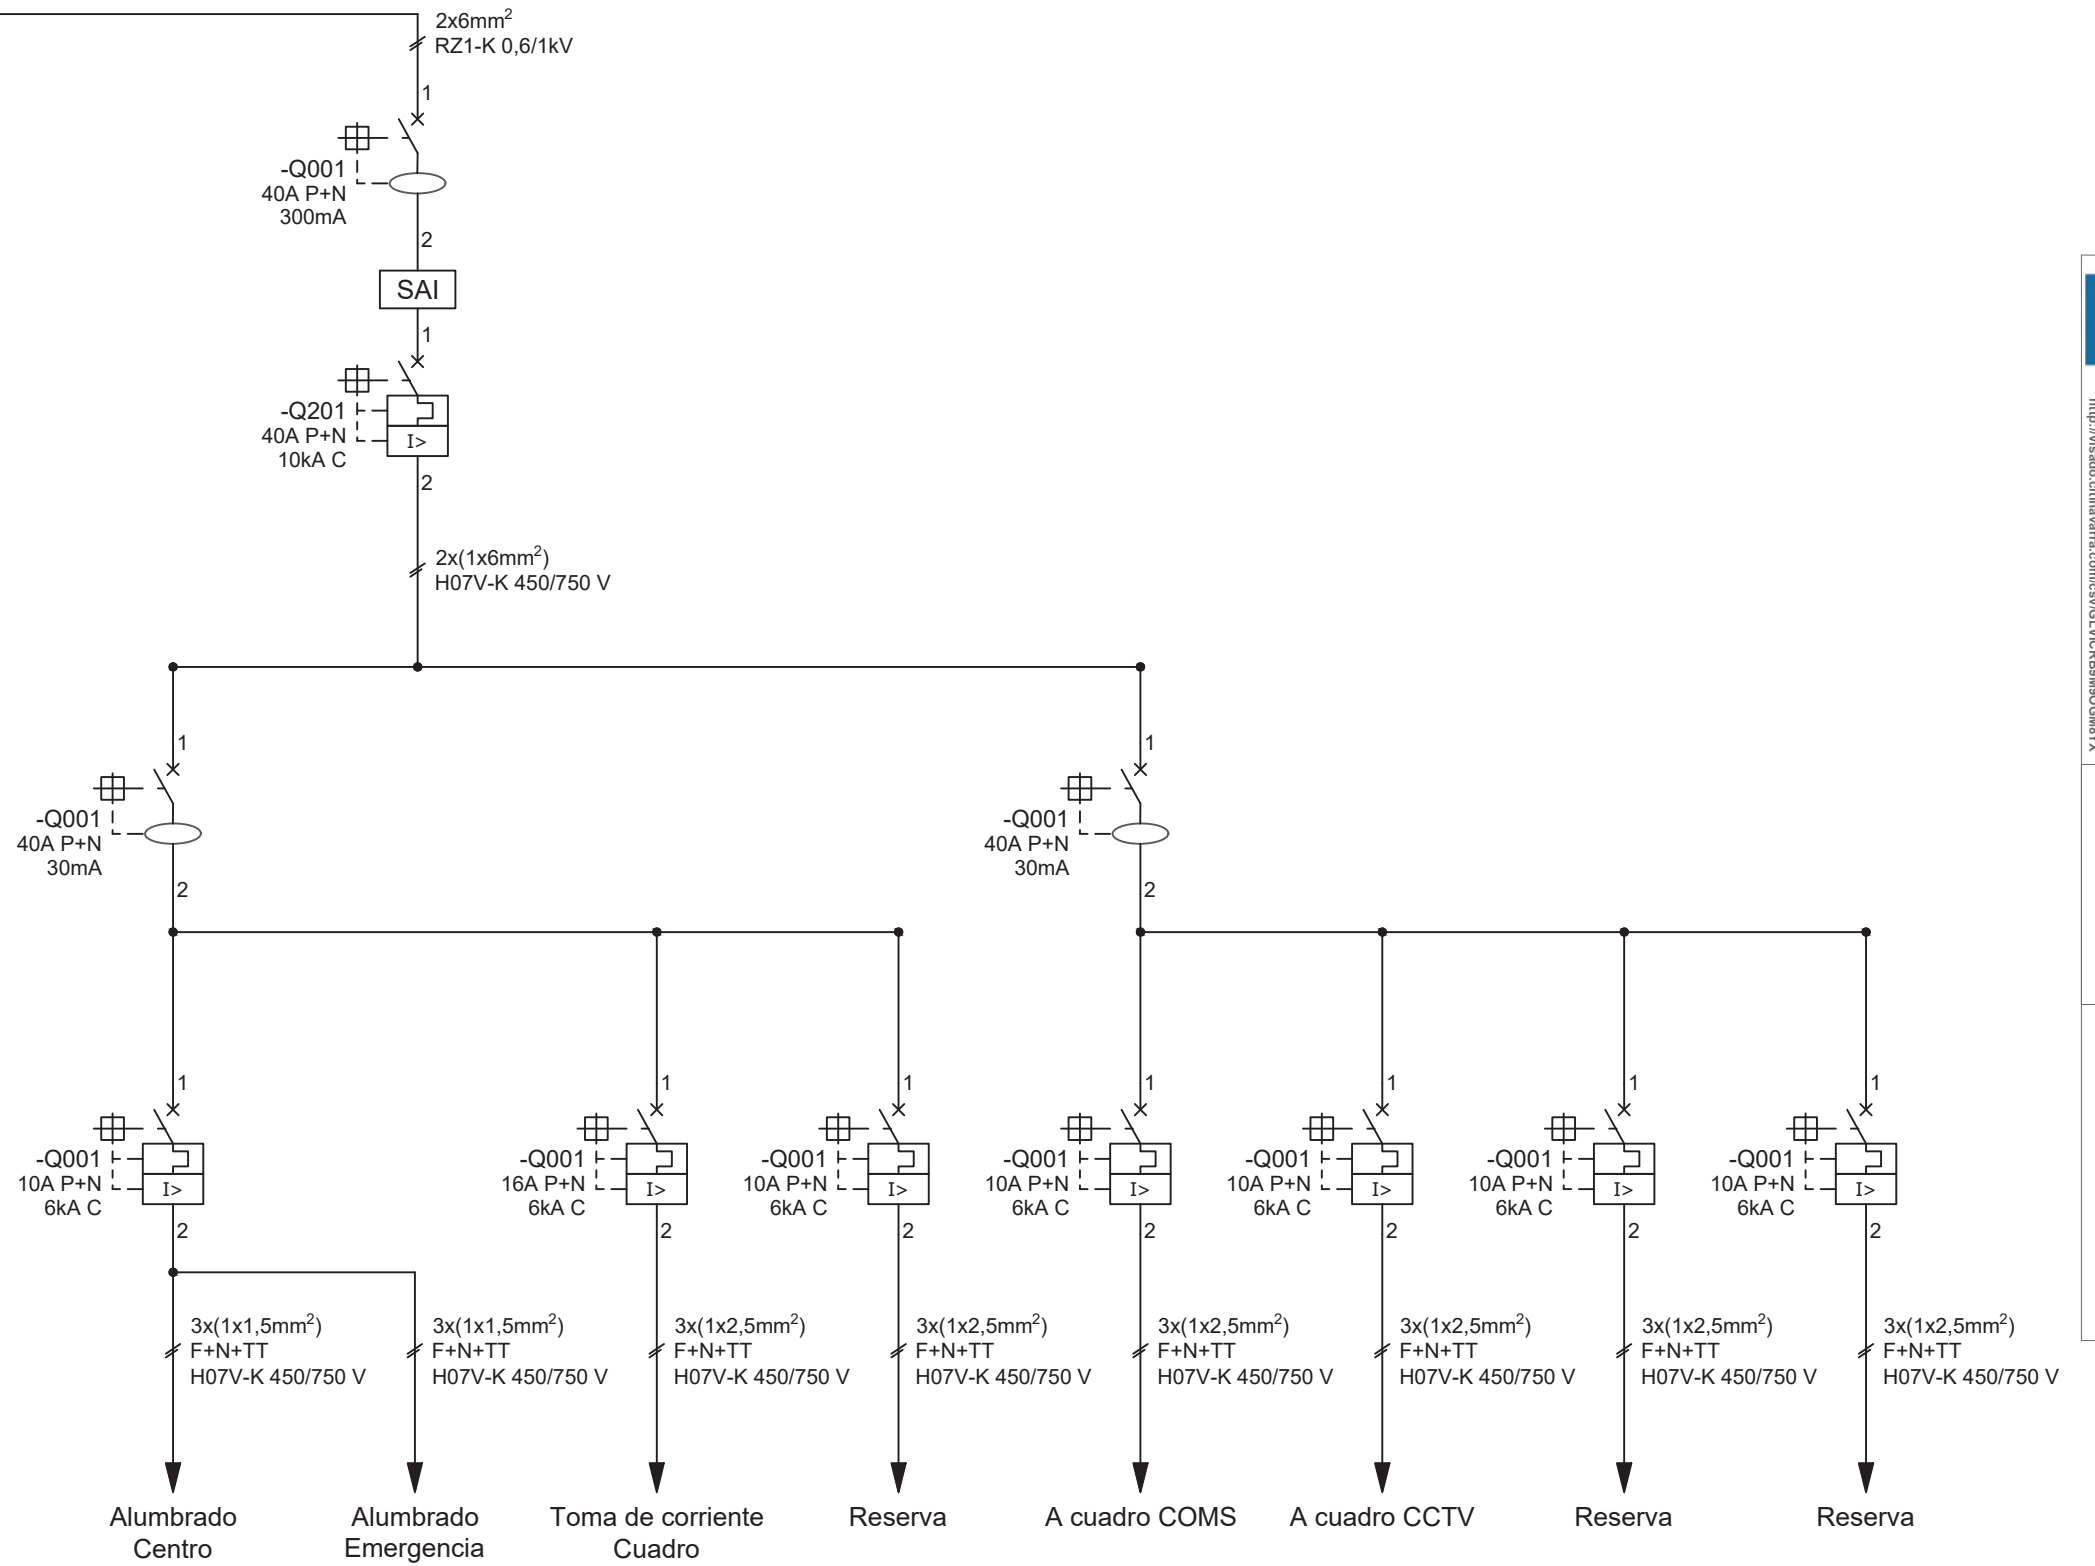 2x6mm²
RZ1-K 0,6/1kV
1
-Q001
40A P+N
300mA
2
SAI
1
-Q201
40A P+N
10kA C
I>
2
2x(1x6mm²)
H07V-K 450/750 V
1
-Q001
40A P+N
30mA
2
1
-Q001
40A P+N
30mA
2
1
-Q001
10A P+N
6kA C
I>
2
1
-Q001
16A P+N
6kA C
I>
2
1
-Q001
10A P+N
6kA C
I>
2
1
-Q001
10A P+N
6kA C
I>
2
1
-Q001
10A P+N
6kA C
I>
2
1
-Q001
10A P+N
6kA C
I>
2
1
-Q001
10A P+N
6kA C
I>
2
3x(1x1,5mm²)
F+N+TT
H07V-K 450/750 V
3x(1x1,5mm²)
F+N+TT
H07V-K 450/750 V
3x(1x2,5mm²)
F+N+TT
H07V-K 450/750 V
3x(1x2,5mm²)
F+N+TT
H07V-K 450/750 V
3x(1x2,5mm²)
F+N+TT
H07V-K 450/750 V
3x(1x2,5mm²)
F+N+TT
H07V-K 450/750 V
3x(1x2,5mm²)
F+N+TT
H07V-K 450/750 V
3x(1x2,5mm²)
F+N+TT
H07V-K 450/750 V
Alumbrado
Centro
Alumbrado
Emergencia
Toma de corriente
Cuadro
Reserva
A cuadro COMS
A cuadro CCTV
Reserva
Reserva